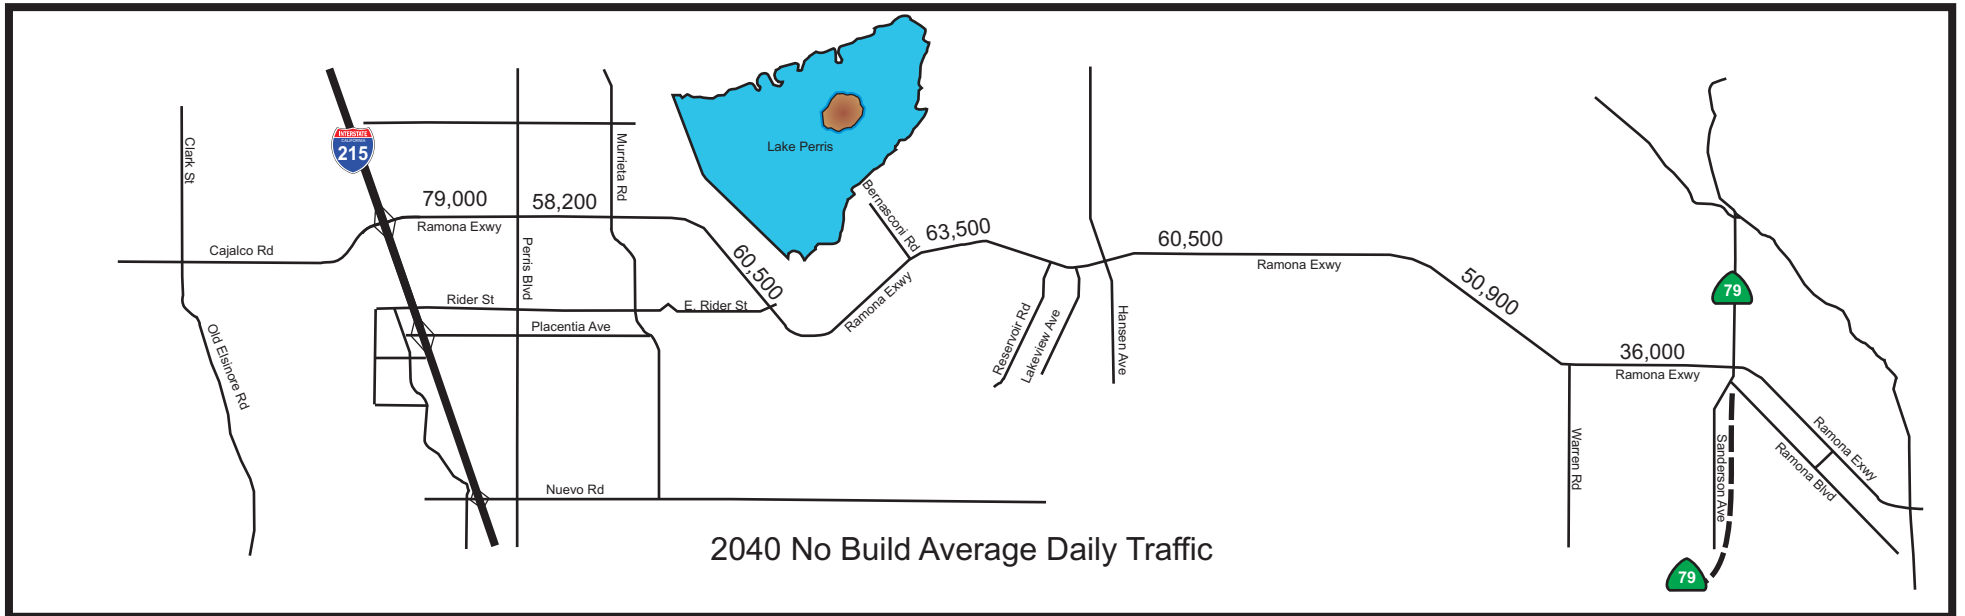 Clark St
INTERSTATE
CALIFORNIA
215
Murrieta Rd
Lake Perris
79,000
58,200
Bernasconi Rd
Ramona Exwy
63,500
60,500
Cajalco Rd
Perris Blvd
60,500
Ramona Exwy
50,900
79
Rider St
E. Rider St
Ramona Exwy
Placentia Ave
Reservoir Rd
Lakeview Ave
Hansen Ave
Old Elsinore Rd
36,000
Ramona Exwy
Warren Rd
Sanderson Ave
Ramona Exwy
Ramona Blvd
Nuevo Rd
2040 No Build Average Daily Traffic
79